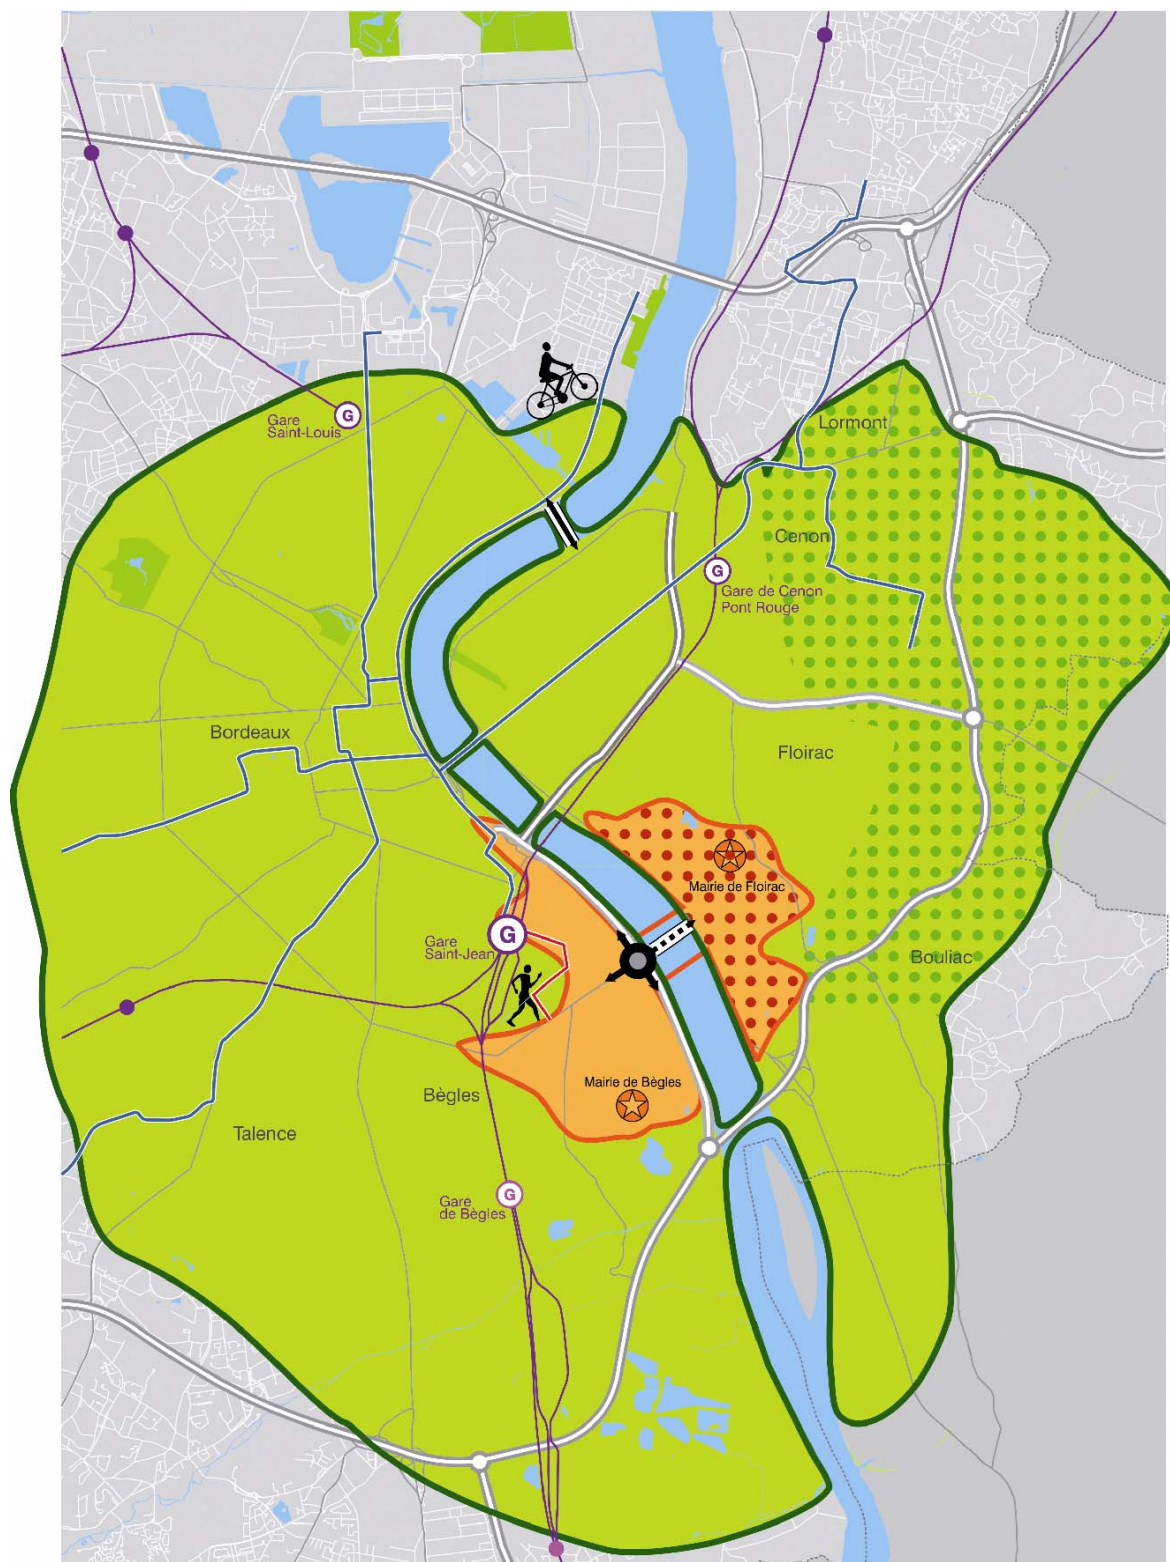 G
Gare
Saint-Louis
Lormont
Cenon
G
Gare de Cenon
Pont Rouge
Bordeaux
Floirac
Mairie de Floirac
G
Gare
Saint-Jean
Bouliac
Mairie de Bègles
Bègles
Talence
G
Gare
de Bègles